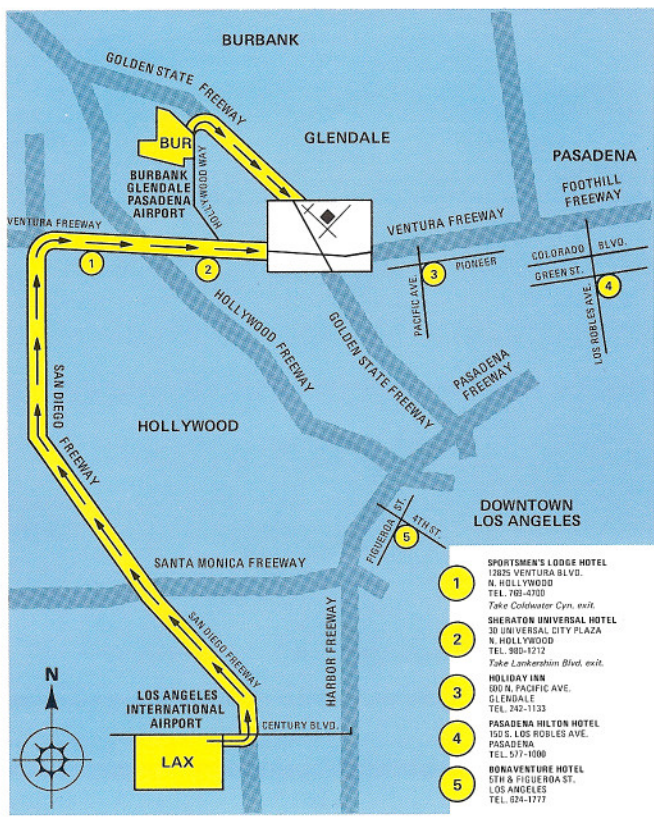 BURBANK
GOLDEN STATE FREEWAY
GLENDALE
BUR
PASADENA
BURBANK
GLENDALE
PASADENA
AIRPORT
HOLLYWOOD WAY
FOOTHILL
FREEWAY
VENTURA FREEWAY
VENTURA FREEWAY
COLORADO BLVD.
1
2
3
PIONEER
GREEN ST.
4
PACIFIC AVE.
LOS ROBLES AVE.
HOLLYWOOD FREEWAY
GOLDEN STATE FREEWAY
PASADENA
FREEWAY
SAN DIEGO FREEWAY
HOLLYWOOD
DOWNTOWN
LOS ANGELES
FIGUEROA ST.
4TH ST.
5
SANTA MONICA FREEWAY
SAN DIEGO FREEWAY
HARBOR FREEWAY
N
LOS ANGELES
INTERNATIONAL
AIRPORT
CENTURY BLVD.
LAX
1
SPORTSMEN'S LODGE HOTEL
12825 VENTURA BLVD.
N. HOLLYWOOD
TEL. 769-4700
Take Coldwater Cyn. exit.
2
SHERATON UNIVERSAL HOTEL
30 UNIVERSAL CITY PLAZA
N. HOLLYWOOD
TEL. 980-1212
Take Lankershim Blvd. exit.
3
HOLIDAY INN
600 N. PACIFIC AVE.
GLENDALE
TEL. 242-1133
4
PASADENA HILTON HOTEL
150 S. LOS ROBLES AVE.
PASADENA
TEL. 577-1000
5
BONAVENTURE HOTEL
5TH & FIGUEROA ST.
LOS ANGELES
TEL. 624-1777